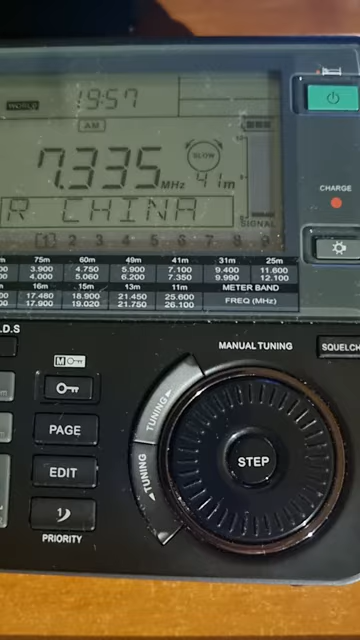 WORLD 19:57
AM
7.335 MHz SLOW 41m
R CHINA SIGNAL
1 2 3 4 5 6 7 8 9
CHARGE
75m 60m 49m 41m 31m 25m
3.900 4.750 5.900 7.100 9.400 11.600
4.000 5.060 6.200 7.350 9.990 12.100
16m 15m 13m 11m METER BAND
17.480 18.900 21.450 25.600 FREQ (MHz)
17.900 19.020 21.750 26.100
L.D.S
MANUAL TUNING
SQUELCH
M
TUNING
PAGE
STEP
EDIT
TUNING
PRIORITY